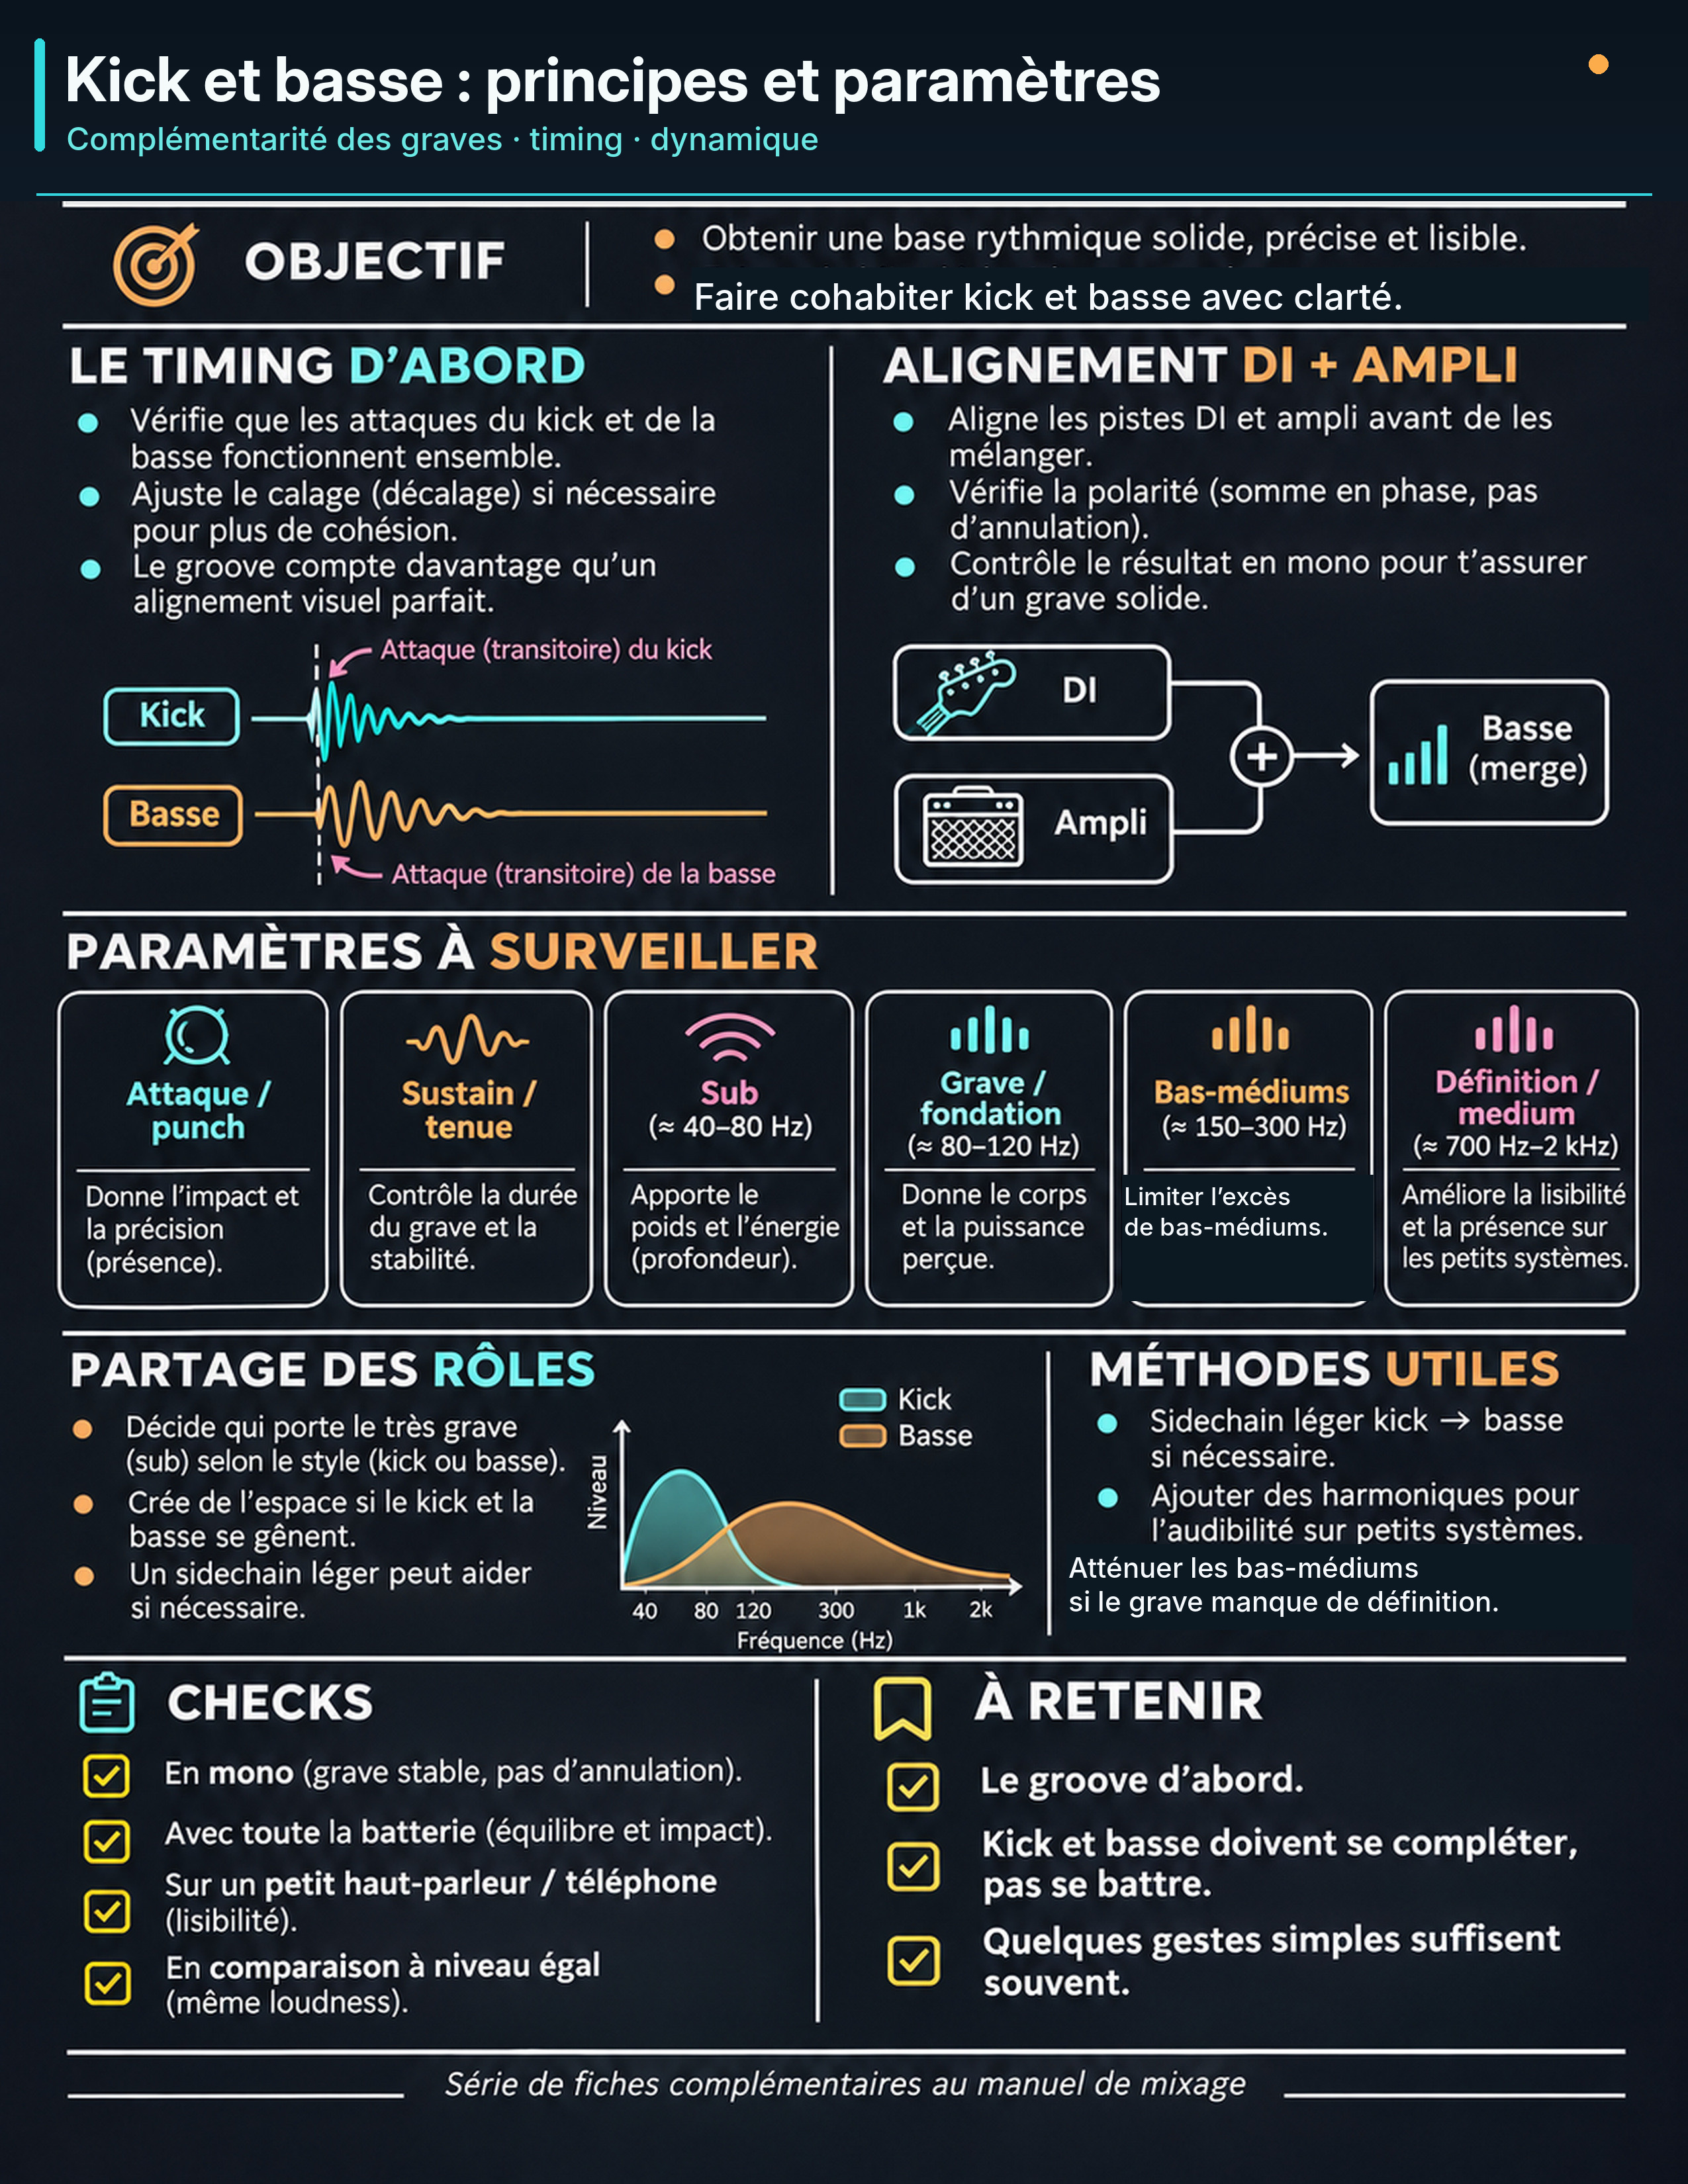 Kick et basse : principes et paramètres
Complémentarité des graves · timing · dynamique
OBJECTIF
Obtenir une base rythmique solide, précise et lisible.
Faire cohabiter kick et basse avec clarté.
LE TIMING D’ABORD
Vérifie que les attaques du kick et de la
basse fonctionnent ensemble.
Ajuste le calage (décalage) si nécessaire
pour plus de cohésion.
Le groove compte davantage qu’un
alignement visuel parfait.
Attaque (transitoire) du kick
Kick
Basse
Attaque (transitoire) de la basse
ALIGNEMENT DI + AMPLI
Aligne les pistes DI et ampli avant de les
mélanger.
Vérifie la polarité (somme en phase, pas
d’annulation).
Contrôle le résultat en mono pour t’assurer
d’un grave solide.
DI
Ampli
+
Basse
(merge)
PARAMÈTRES À SURVEILLER
Attaque /
punch
Donne l’impact et
la précision
(présence).
Sustain /
tenue
Contrôle la durée
du grave et la
stabilité.
Sub
(≈ 40–80 Hz)
Apporte le
poids et l’énergie
(profondeur).
Grave /
fondation
(≈ 80–120 Hz)
Donne le corps
et la puissance
perçue.
Bas-médiums
(≈ 150–300 Hz)
Limiter l’excès
de bas-médiums.
Définition /
medium
(≈ 700 Hz–2 kHz)
Améliore la lisibilité
et la présence sur
les petits systèmes.
PARTAGE DES RÔLES
Décide qui porte le très grave
(sub) selon le style (kick ou basse).
Crée de l’espace si le kick et la
basse se gênent.
Un sidechain léger peut aider
si nécessaire.
Kick
Basse
Niveau
40 80 120 300 1k 2k
Fréquence (Hz)
MÉTHODES UTILES
Sidechain léger kick → basse
si nécessaire.
Ajouter des harmoniques pour
l’audibilité sur petits systèmes.
Atténuer les bas-médiums
si le grave manque de définition.
CHECKS
En mono (grave stable, pas d’annulation).
Avec toute la batterie (équilibre et impact).
Sur un petit haut-parleur / téléphone
(lisibilité).
En comparaison à niveau égal
(même loudness).
À RETENIR
Le groove d’abord.
Kick et basse doivent se compléter,
pas se battre.
Quelques gestes simples suffisent
souvent.
Série de fiches complémentaires au manuel de mixage